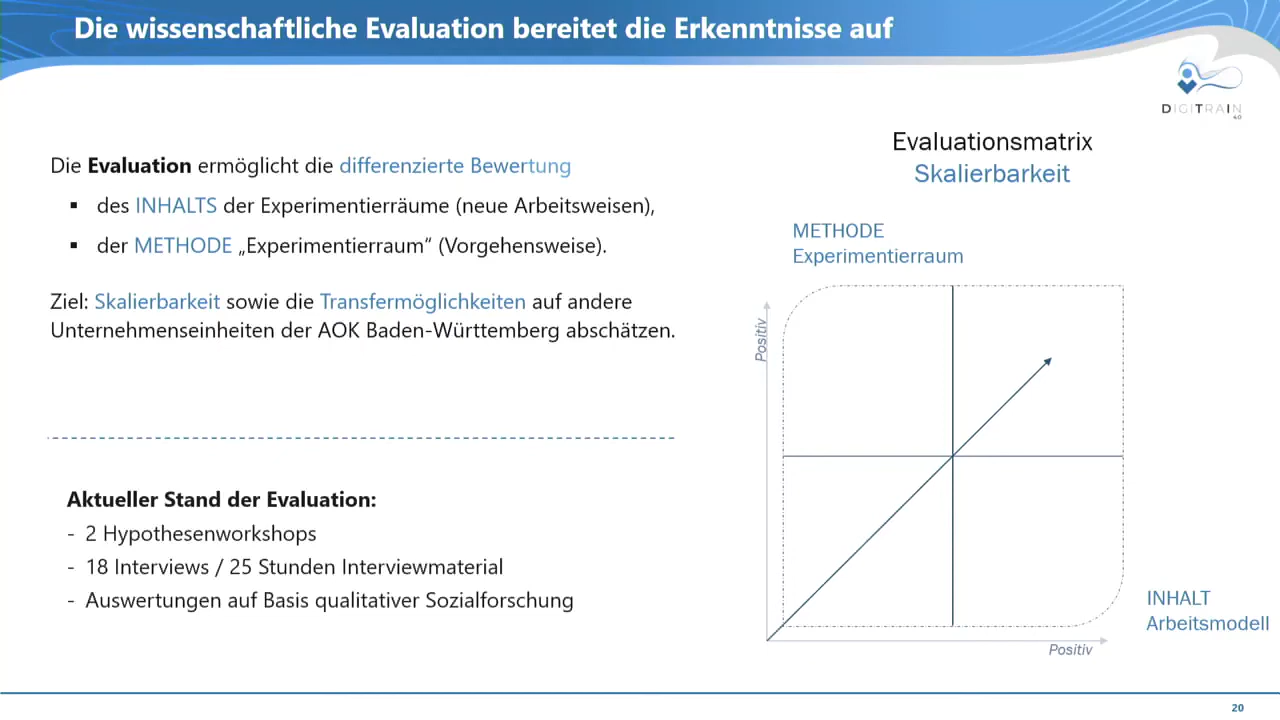 Die wissenschaftliche Evaluation bereitet die Erkenntnisse auf
DIGITRAIN
4.0
Die Evaluation ermöglicht die differenzierte Bewertung
▪ des INHALTS der Experimentierräume (neue Arbeitsweisen),
▪ der METHODE „Experimentierraum“ (Vorgehensweise).
Ziel: Skalierbarkeit sowie die Transfermöglichkeiten auf andere
Unternehmenseinheiten der AOK Baden-Württemberg abschätzen.
Aktueller Stand der Evaluation:
- 2 Hypothesenworkshops
- 18 Interviews / 25 Stunden Interviewmaterial
- Auswertungen auf Basis qualitativer Sozialforschung
Evaluationsmatrix
Skalierbarkeit
METHODE
Experimentierraum
Positiv
INHALT
Arbeitsmodell
Positiv
20